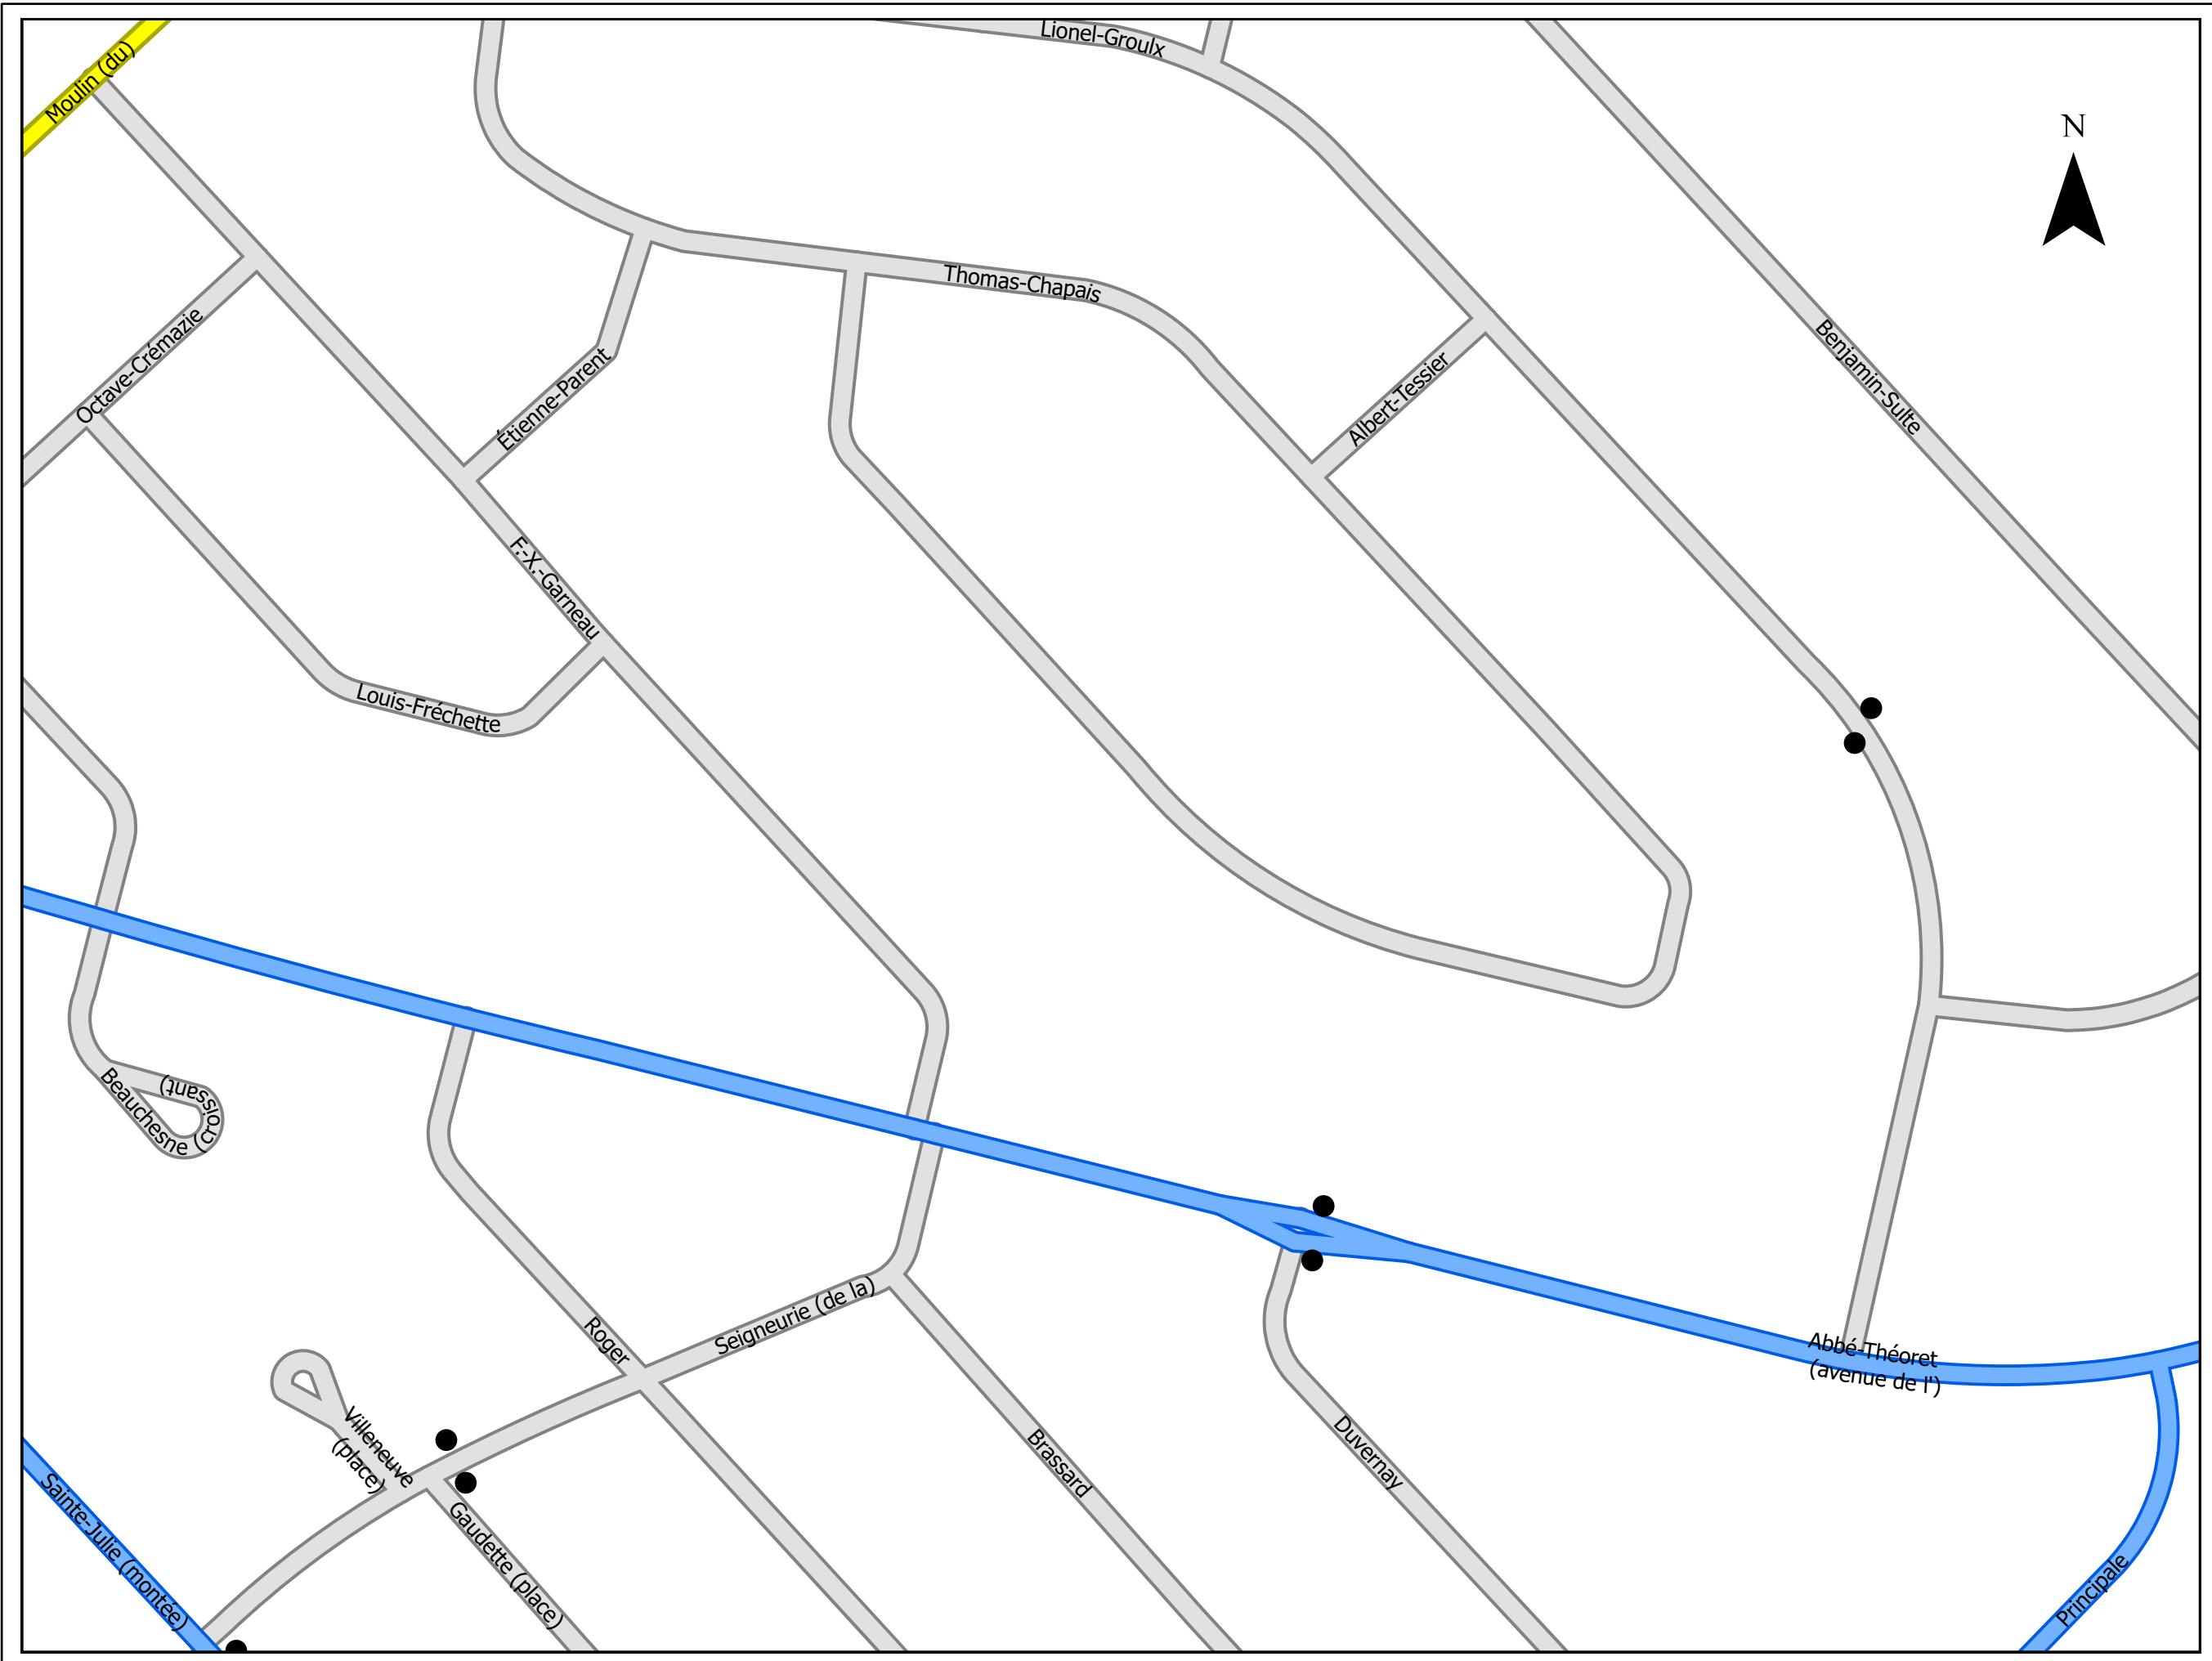 Lionel-Groulx
Moulin (du)
N
Thomas-Chapais
Octave-Crémazie
Étienne-Parent
Albert-Tessier
Benjamin-Sulte
F.-X.-Garneau
Louis-Fréchette
Beauchesne (Croissant)
Roger
Seigneurie (de la)
Abbé-Théoret
(avenue de l')
Villeneuve
(place)
Brassard
Duvernay
Sainte-Julie (montée)
Gaudette (place)
Principale